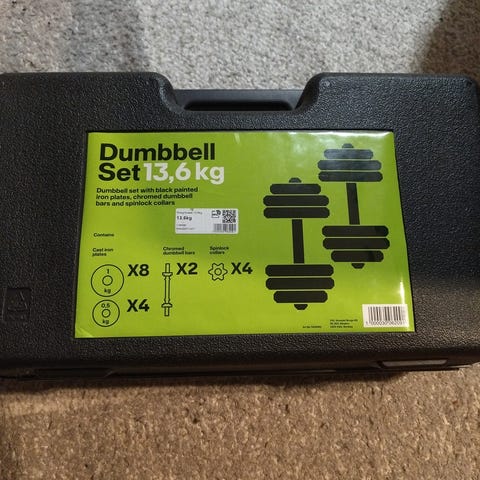 Dumbbell
Set 13,6 kg
Dumbbell set with black painted
iron plates, chromed dumbbell
bars and spinlock collars
13.6kg
Contains
Cast iron
plates
Chromed
dumbbell bars
Spinlock
collars
1
kg
X8
X2
X4
0,5
kg
X4